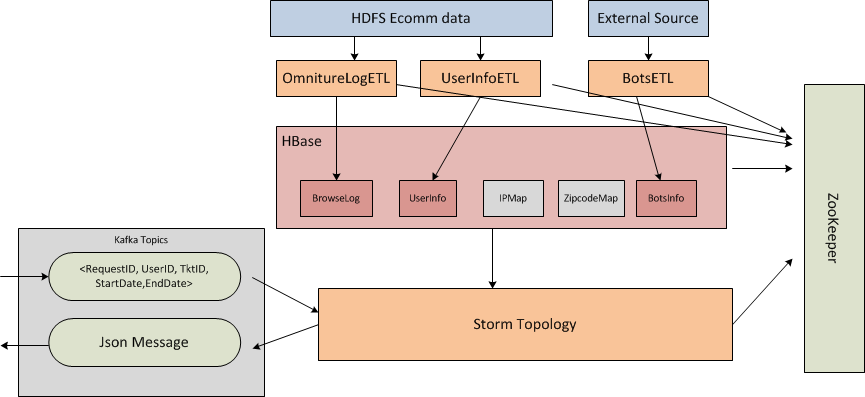 HDFS Ecomm data
External Source
OmnitureLogETL
UserInfoETL
BotsETL
HBase
BrowseLog
UserInfo
IPMap
ZipcodeMap
BotsInfo
ZooKeeper
Kafka Topics
<RequestID, UserID, TktID,
StartDate,EndDate>
Json Message
Storm Topology